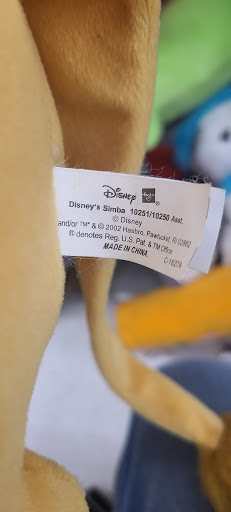 Disney
Disney's Simba 10251/10250 Asst.
© Disney
and/or TM* & © 2002 Hasbro, Pawtucket, RI 02862
® denotes Reg. U.S. Pat. & TM Office
MADE IN CHINA
C-1827A